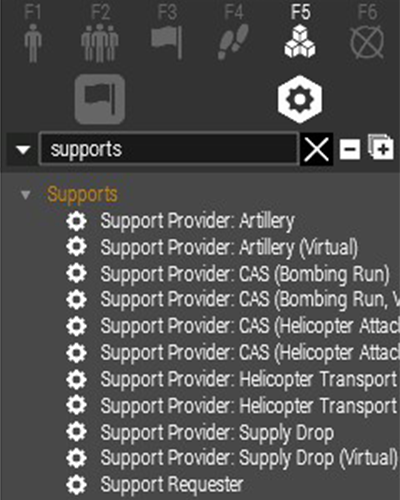 F1 F2 F3 F4 F5 F6
supports
Supports
Support Provider: Artillery
Support Provider: Artillery (Virtual)
Support Provider: CAS (Bombing Run)
Support Provider: CAS (Bombing Run, V
Support Provider: CAS (Helicopter Attac
Support Provider: CAS (Helicopter Attac
Support Provider: Helicopter Transport
Support Provider: Helicopter Transport
Support Provider: Supply Drop
Support Provider: Supply Drop (Virtual)
Support Requester